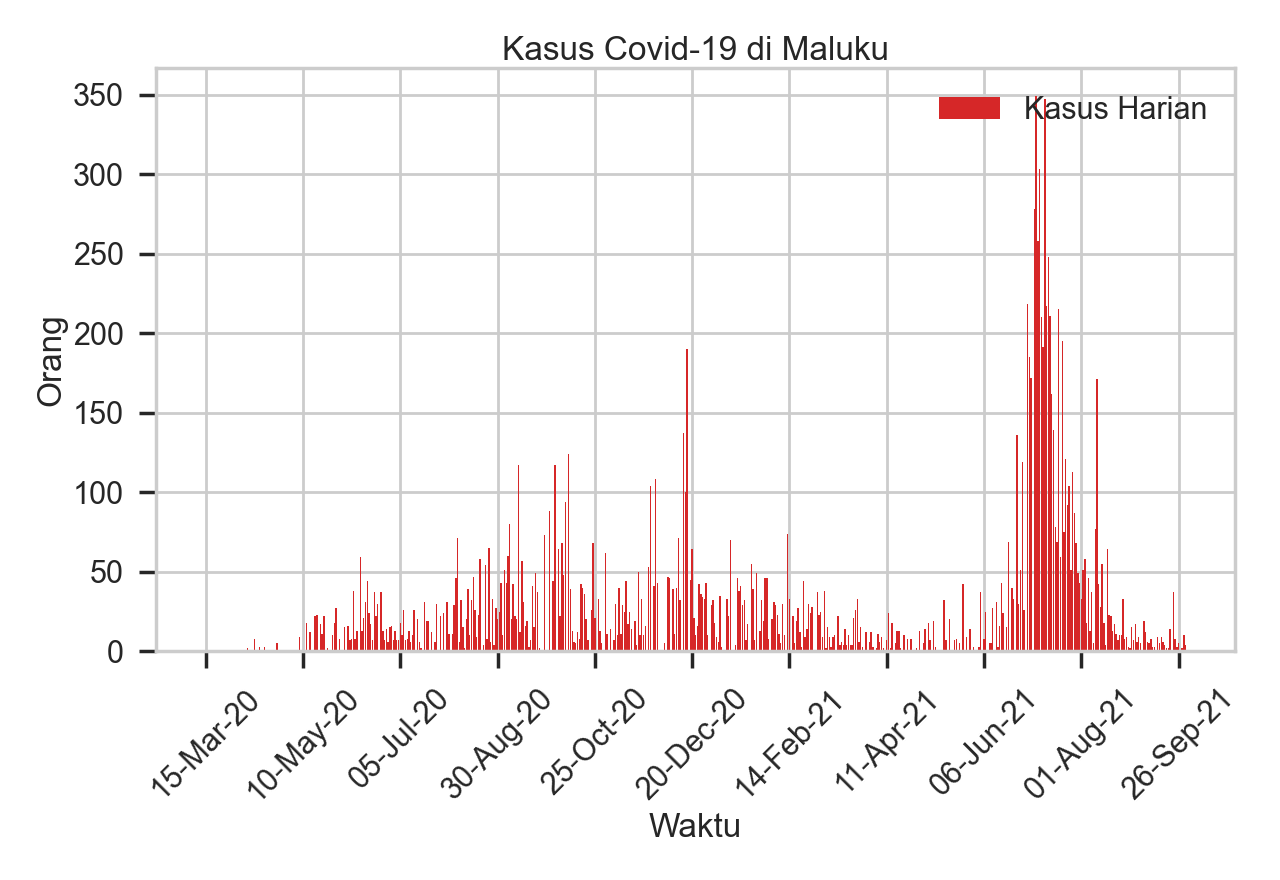 Kasus Covid-19 di Maluku
Kasus Harian
350
300
250
200
150
100
50
0
Orang
15-Mar-20
10-May-20
05-Jul-20
30-Aug-20
25-Oct-20
20-Dec-20
14-Feb-21
11-Apr-21
06-Jun-21
01-Aug-21
26-Sep-21
Waktu